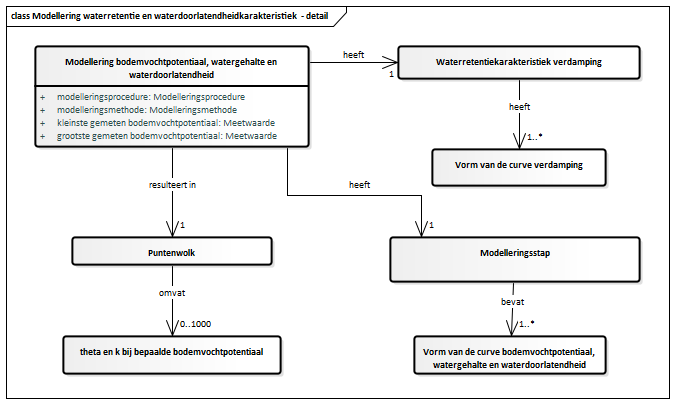 class Modellering waterretentie en waterdoorlatendheidkarakteristiek - detail
Modellering bodemvochtpotentiaal, watergehalte en
waterdoorlatendheid
+ modelleringsprocedure: Modelleringsprocedure
+ modelleringsmethode: Modelleringsmethode
+ kleinste gemeten bodemvochtpotentiaal: Meetwaarde
+ grootste gemeten bodemvochtpotentiaal: Meetwaarde
heeft
1
Waterretentiekarakteristiek verdamping
heeft
1..*
Vorm van de curve verdamping
resulteert in
1
heeft
1
Puntenwolk
Modelleringsstap
omvat
0..1000
bevat
1..*
theta en k bij bepaalde bodemvochtpotentiaal
Vorm van de curve bodemvochtpotentiaal,
watergehalte en waterdoorlatendheid